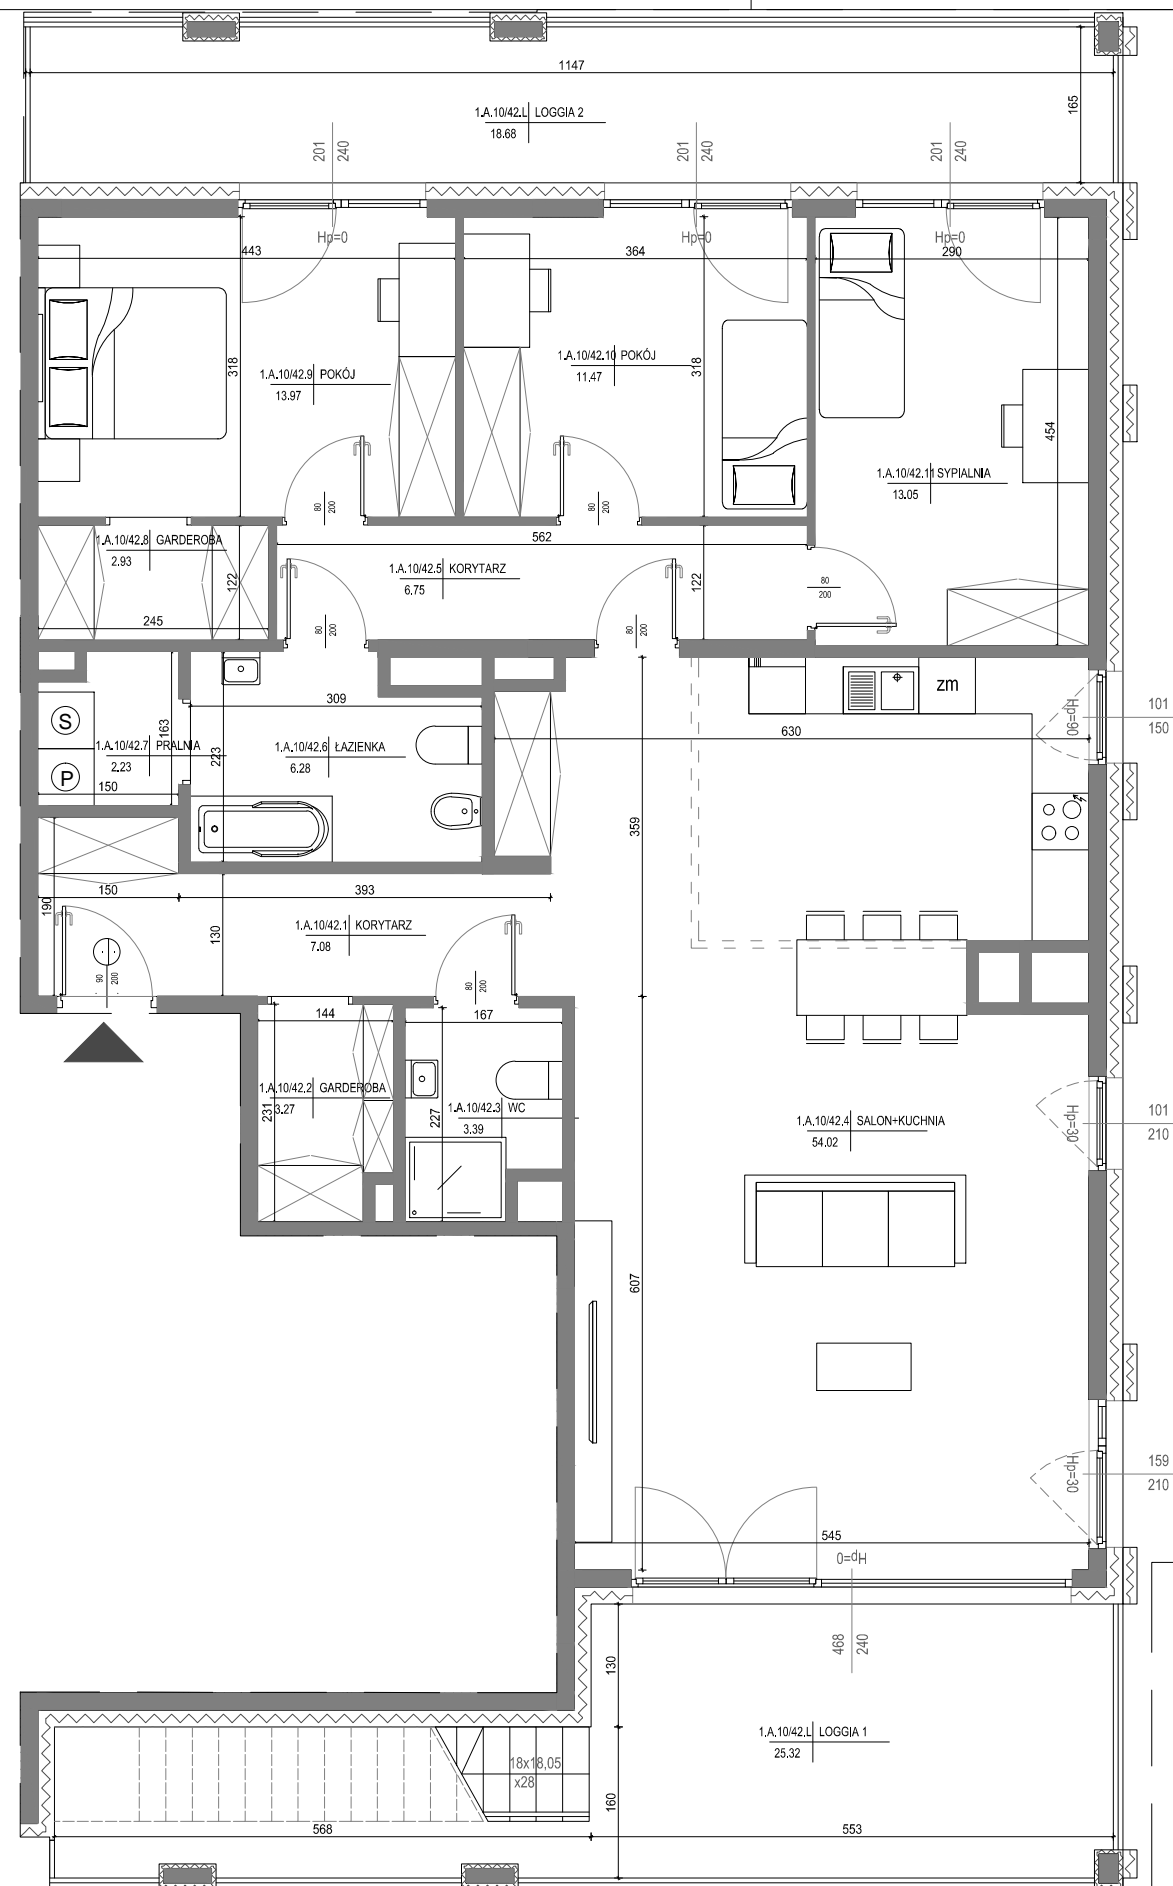 1147
165
1.A.10/42.L LOGGIA 2
18.68
201 240
201 240
201 240
Hp=0
Hp=0
Hp=0
443
364
290
318
318
454
1.A.10/42.9 POKÓJ
13.97
1.A.10/42.10 POKÓJ
11.47
1.A.10/42.11 SYPIALNIA
13.05
80 200
80 200
562
1.A.10/42.8 GARDEROBA
2.93
122
245
1.A.10/42.5 KORYTARZ
6.75
122
80
200
80 200
80 200
309
163
223
S
P
1.A.10/42.7 PRALNIA
2.23
150
1.A.10/42.6 ŁAZIENKA
6.28
zm
630
Hp=90
101
150
359
190
150
393
130
1.A.10/42.1 KORYTARZ
7.08
90 200
80 200
144
167
231
227
1.A.10/42.2 GARDEROBA
3.27
1.A.10/42.3 WC
3.39
1.A.10/42.4 SALON+KUCHNIA
54.02
Hp=30
101
210
607
Hp=30
159
210
545
Hp=0
468 240
130
1.A.10/42.L LOGGIA 1
25.32
18x18,05
x28
160
568
553